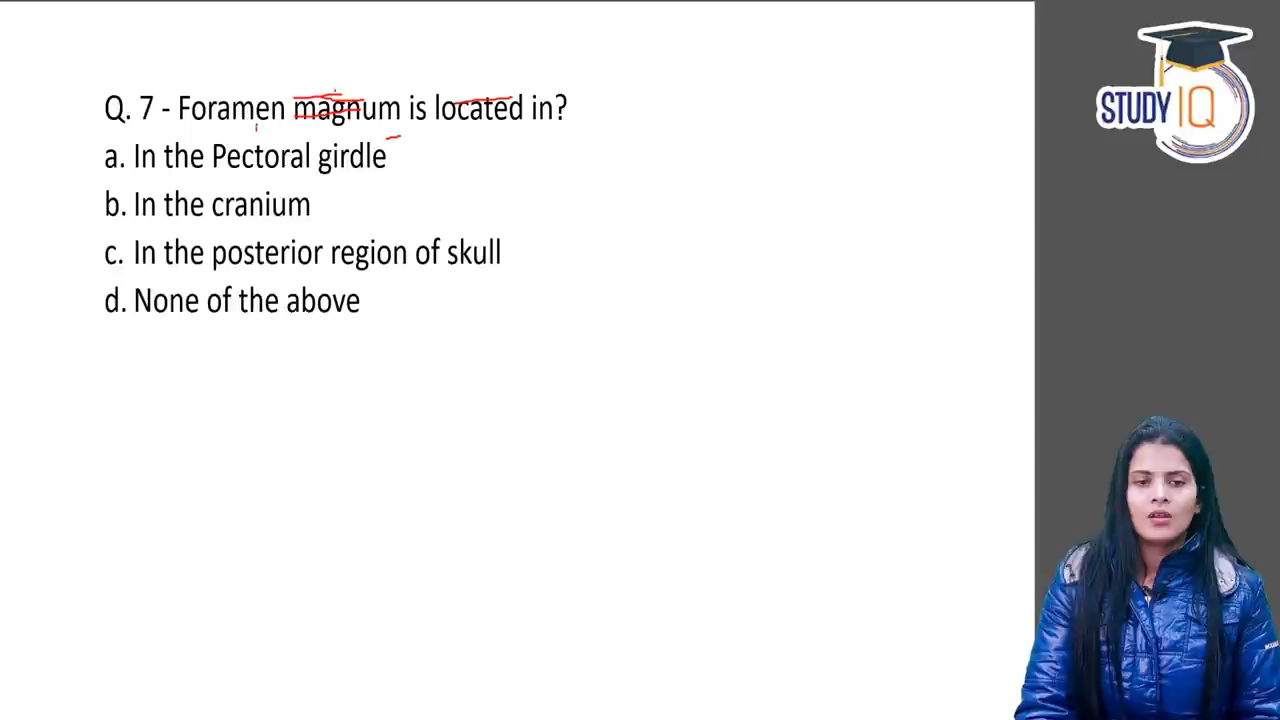 Q. 7 - Foramen magnum is located in?
a. In the Pectoral girdle
b. In the cranium
c. In the posterior region of skull
d. None of the above
STUDY IQ